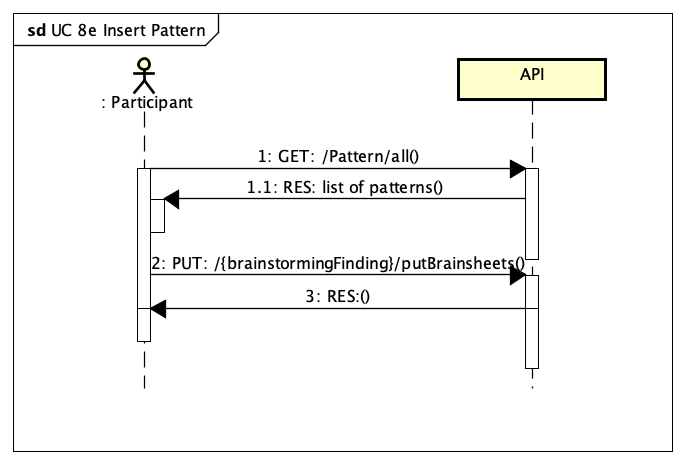 sd UC 8e Insert Pattern
API
: Participant
1: GET: /Pattern/all()
1.1: RES: list of patterns()
2: PUT: /{brainstormingFinding}/putBrainsheets()
3: RES:()